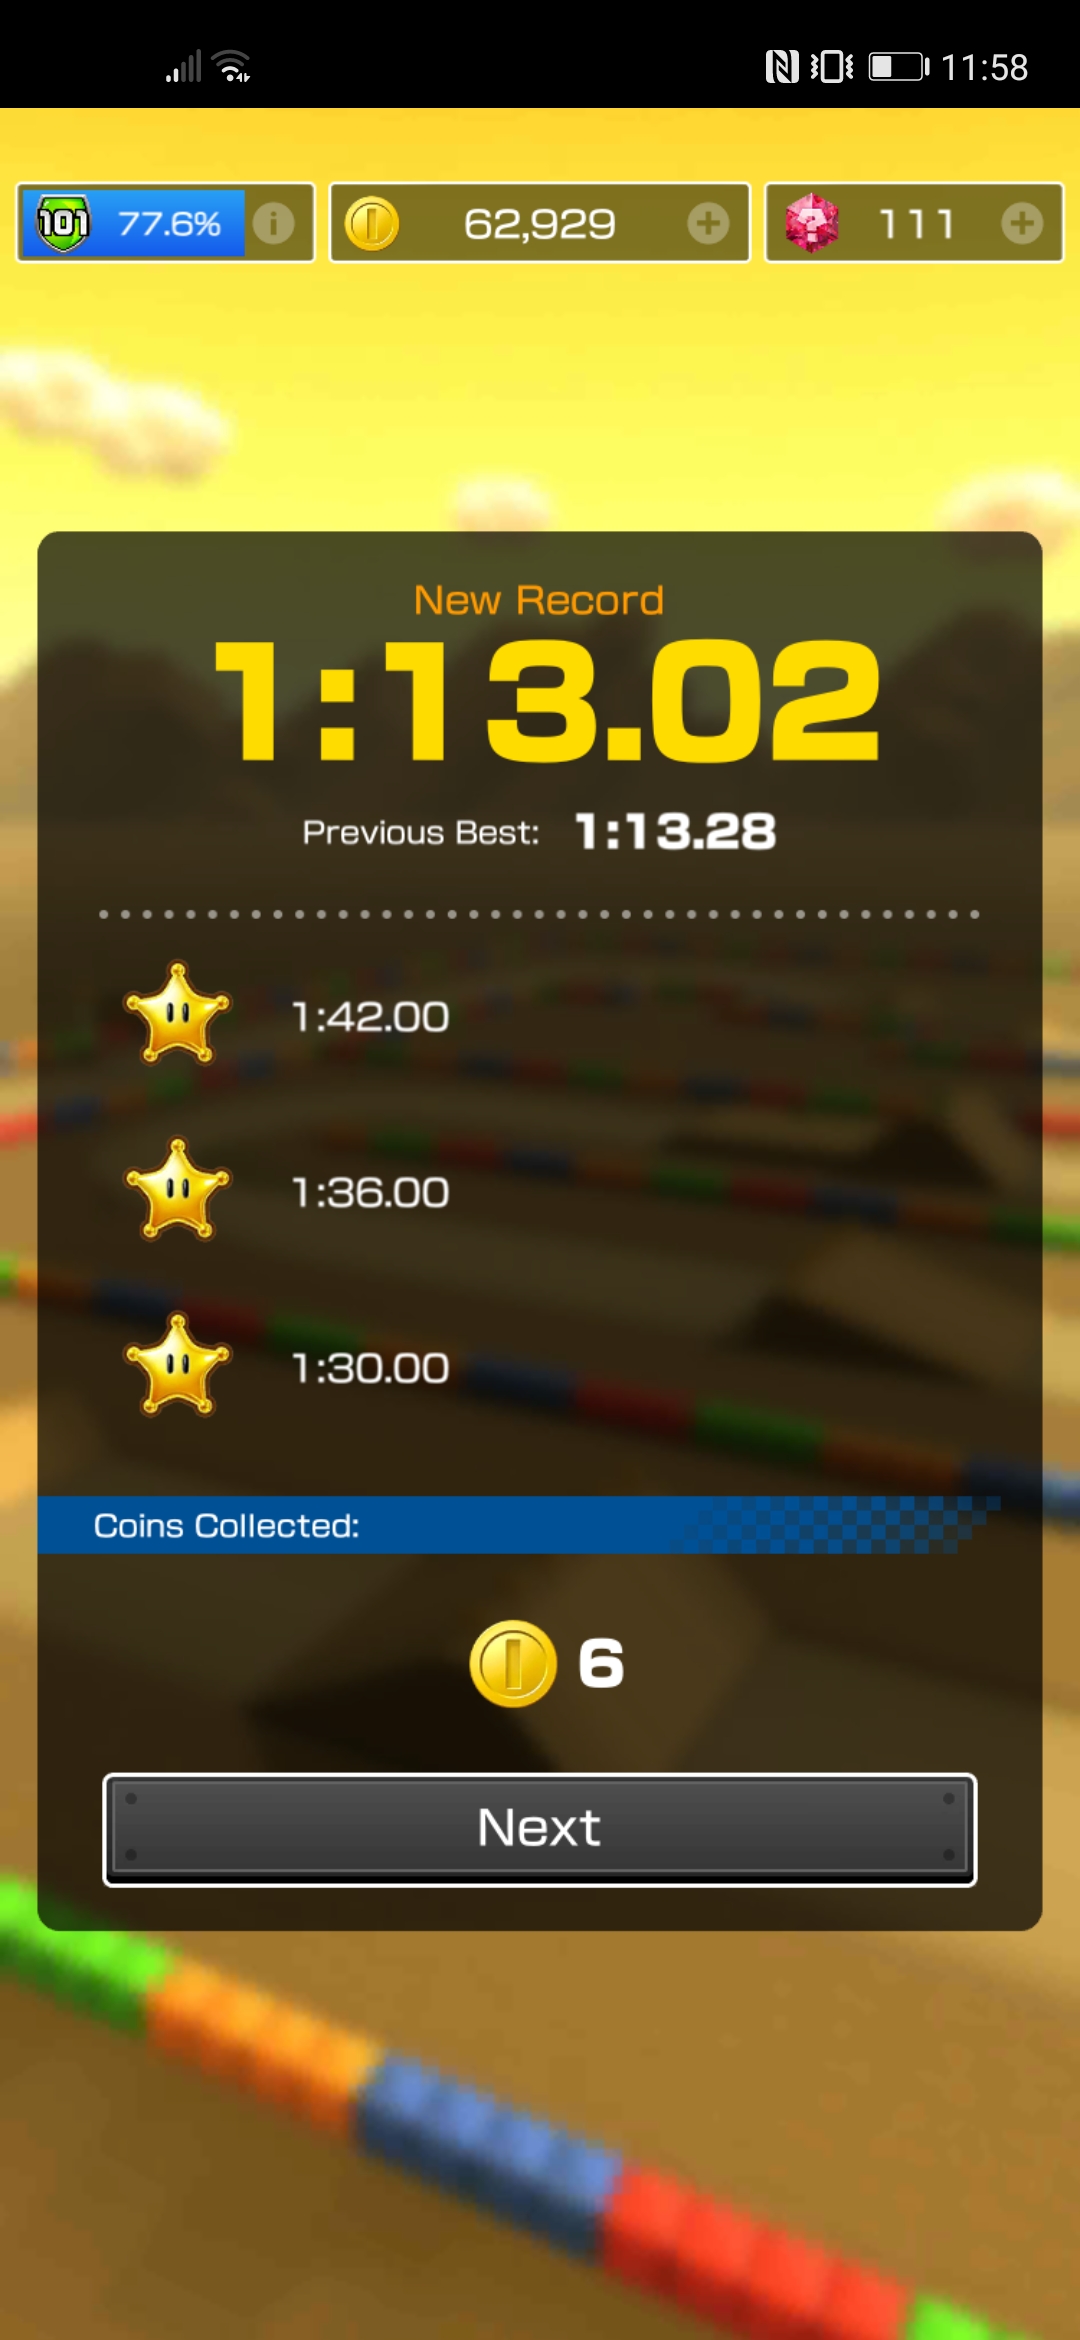 11:58
101 77.6% i 62,929 + ? 111 +
New Record
1:13.02
Previous Best: 1:13.28
1:42.00
1:36.00
1:30.00
Coins Collected:
6
Next